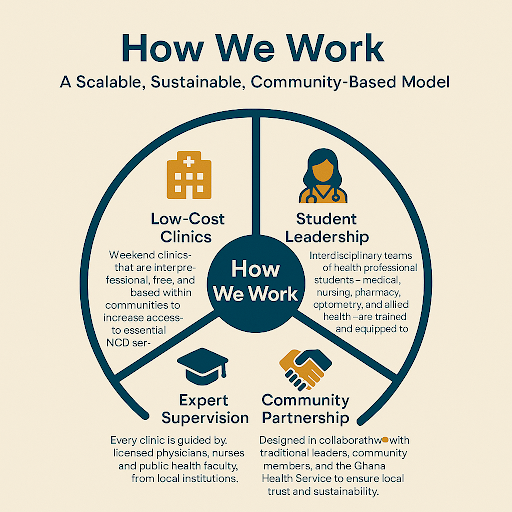 How We Work
A Scalable, Sustainable, Community-Based Model
Low-Cost
Clinics
Weekend clinics-
that are interpre-
fessional, free, and
based within
communities to
increase access-
to essential
NCD ser-
Student
Leadership
Interdisciplinary teams
of health professional
students – medical,
nursing, pharmacy,
optometry, and allied
health –are trained
and equipped to
How
We Work
Expert
Supervision
Every clinic is guided by.
licensed physicians, nurses
and public health faculty,
from local institutions.
Community
Partnership
Designed in with
traditional leaders, community
members, and the Ghana
Health Service to ensure local
trust and sustainability.